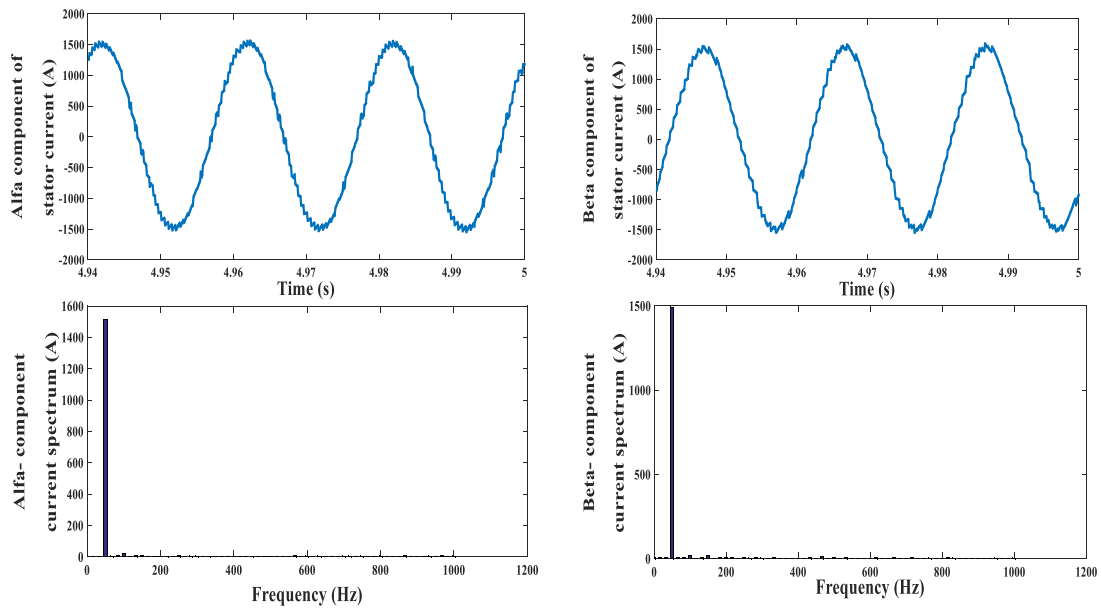 Alfa component of
stator current (A)
2000
1500
1000
500
0
-500
-1000
-1500
-2000
4.94 4.95 4.96 4.97 4.98 4.99 5
Time (s)
Beta component of
stator current (A)
2000
1500
1000
500
0
-500
-1000
-1500
-2000
4.94 4.95 4.96 4.97 4.98 4.99 5
Time (s)
Alfa- component
current spectrum (A)
1600
1400
1200
1000
800
600
400
200
0
0 200 400 600 800 1000 1200
Frequency (Hz)
Beta- component
current spectrum (A)
1500
1000
500
0
0 200 400 600 800 1000 1200
Frequency (Hz)